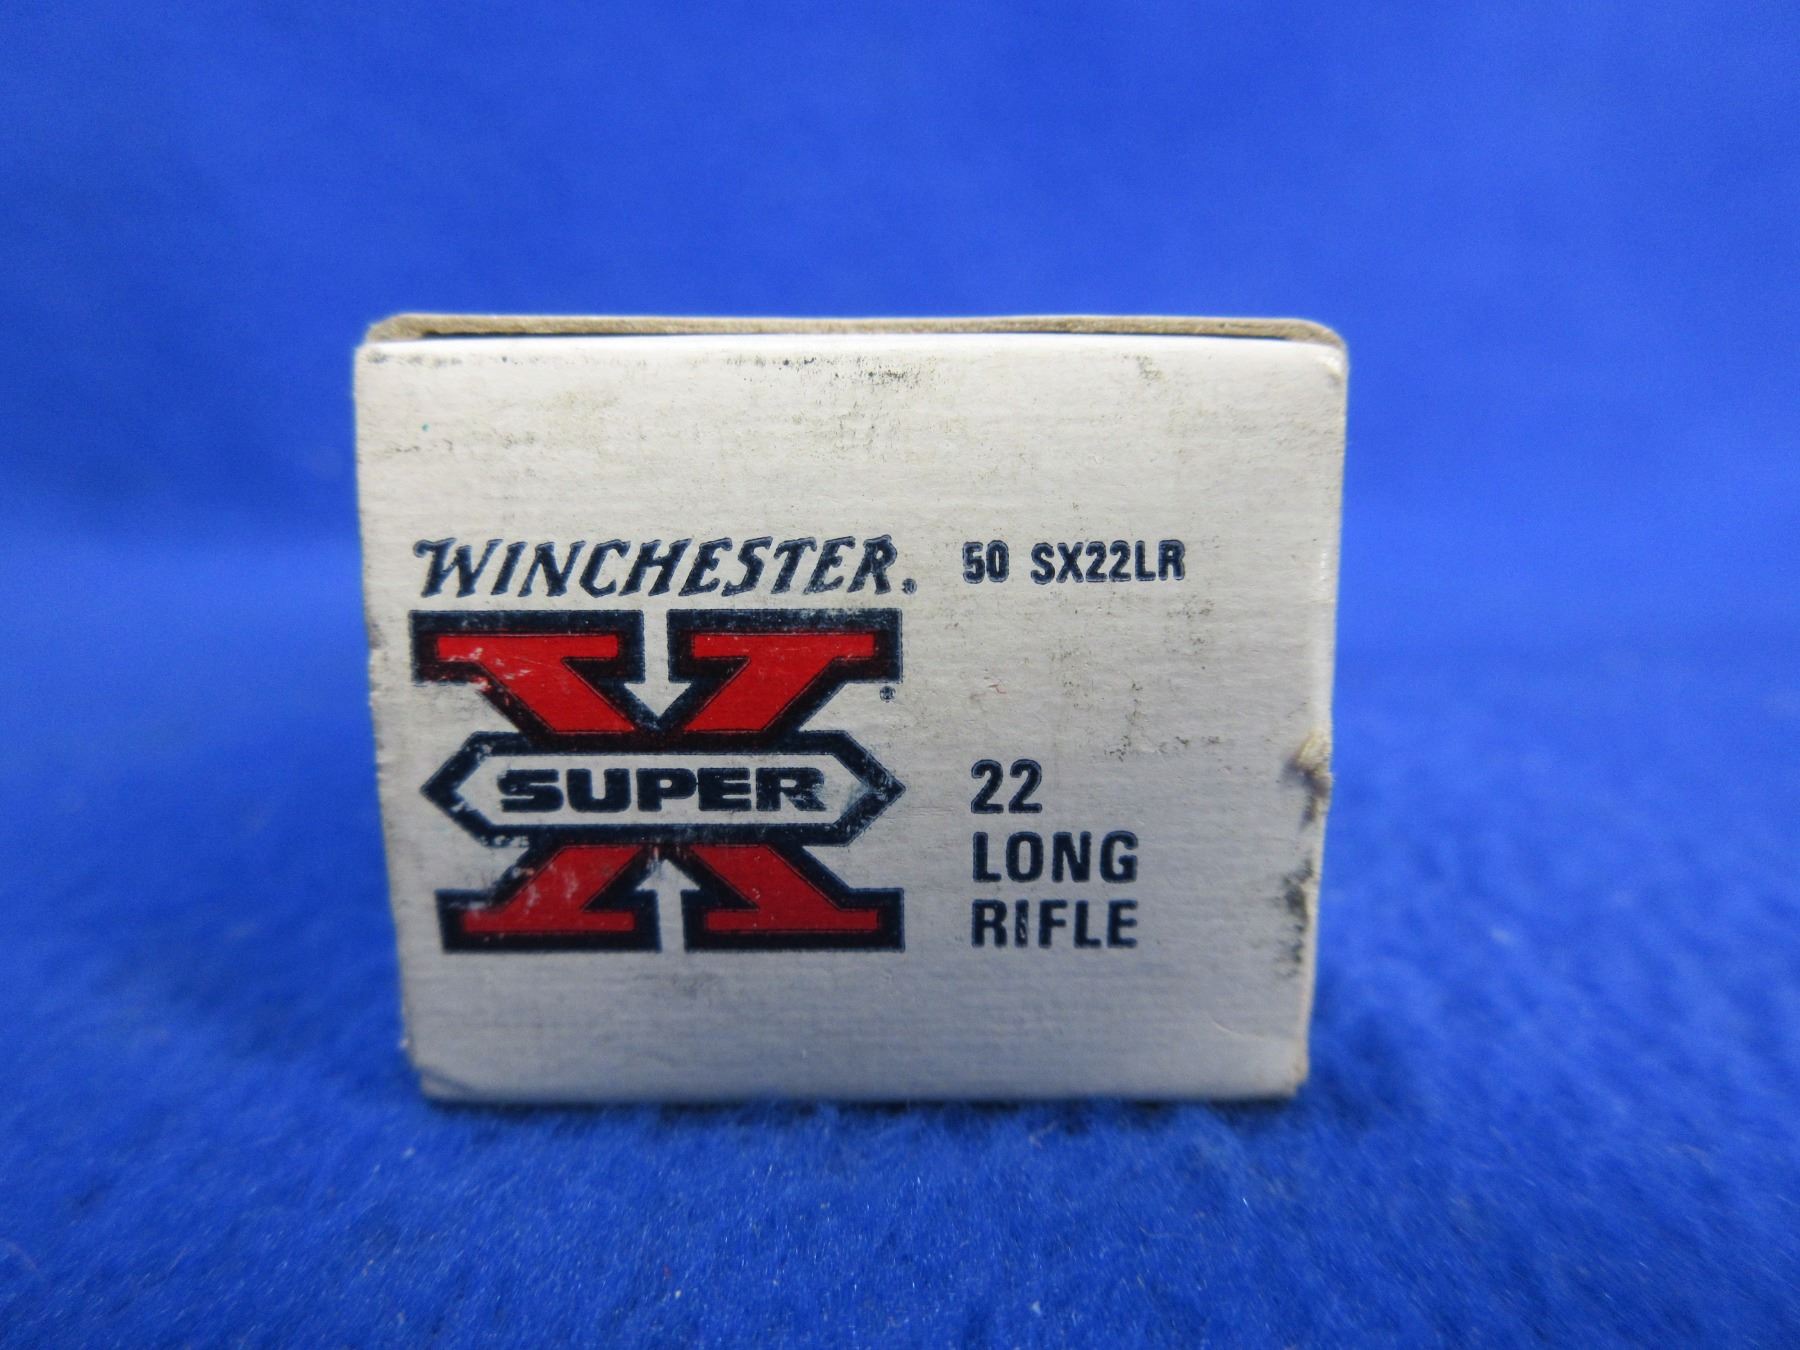 WINCHESTER® 50 SX22LR
SUPER X®
22
LONG
RIFLE